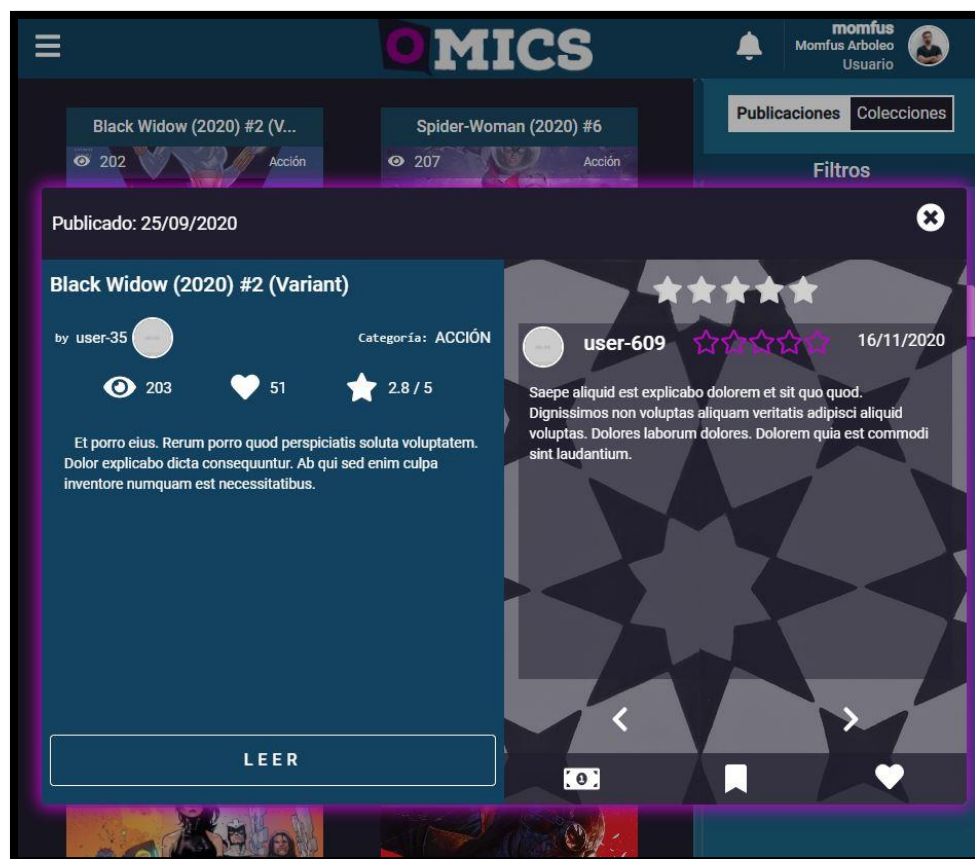 OMICS
momfus
Momfus Arboleo
Usuario
Black Widow (2020) #2 (V...
202
Acción
Spider-Woman (2020) #6
207
Acción
Publicaciones
Colecciones
Filtros
Publicado: 25/09/2020
Black Widow (2020) #2 (Variant)
by user-35
Categoría: ACCIÓN
203
51
2.8 / 5
Et porro eius. Rerum porro quod perspiciatis soluta voluptatem.
Dolor explicabo dicta consequuntur. Ab qui sed enim culpa
inventore numquam est necessitatibus.
LEER
user-609
16/11/2020
Saepe aliquid est explicabo dolorem et sit quo quod.
Dignissimos non voluptas aliquam veritatis adipisci aliquid
voluptas. Dolores laborum dolores. Dolorem quia est commodi
sint laudantium.